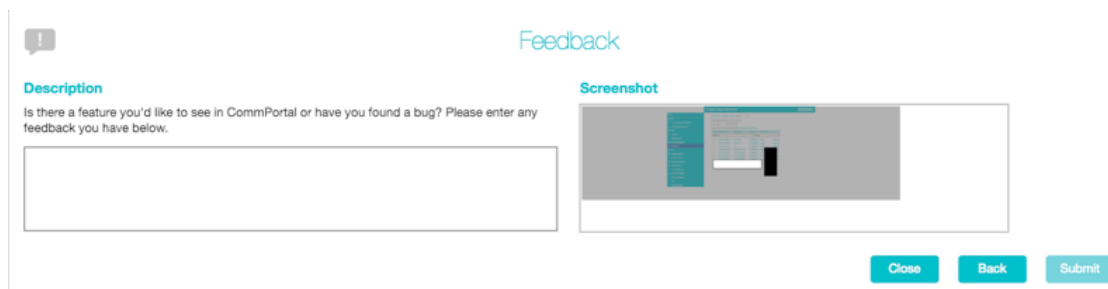 Feedback
Description
Is there a feature you'd like to see in CommPortal or have you found a bug? Please enter any
feedback you have below.
Screenshot
Close
Back
Submit